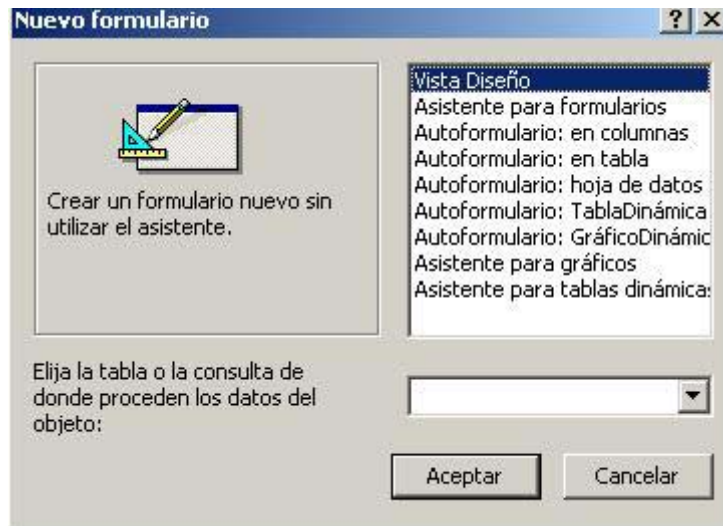 Nuevo formulario
Vista Diseño
Asistente para formularios
Autoformulario: en columnas
Autoformulario: en tabla
Autoformulario: hoja de datos
Autoformulario: TablaDinámica
Autoformulario: GráficoDinámic
Asistente para gráficos
Asistente para tablas dinámicas
Crear un formulario nuevo sin
utilizar el asistente.
Elija la tabla o la consulta de
donde proceden los datos del
objeto:
Aceptar
Cancelar